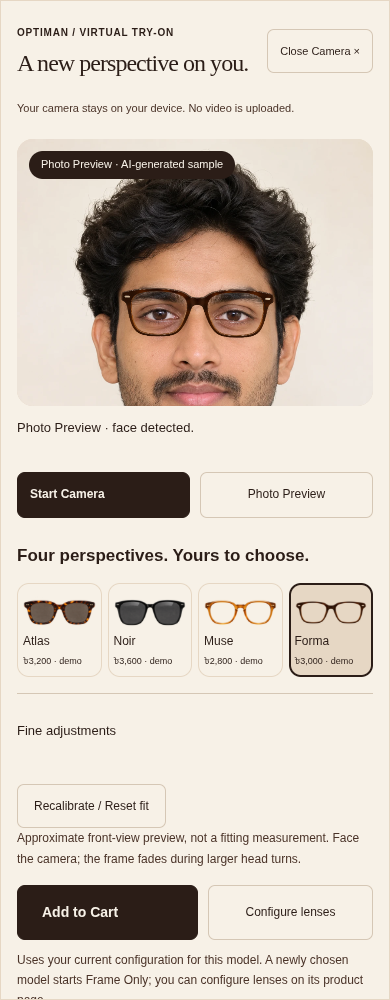 OPTIMAN / VIRTUAL TRY-ON
A new perspective on you.
Close Camera ×
Your camera stays on your device. No video is uploaded.
Photo Preview · AI-generated sample
Photo Preview · face detected.
Start Camera
Photo Preview
Four perspectives. Yours to choose.
Atlas
৳3,200 · demo
Noir
৳3,600 · demo
Muse
৳2,800 · demo
Forma
৳3,000 · demo
Fine adjustments
Recalibrate / Reset fit
Approximate front-view preview, not a fitting measurement. Face
the camera; the frame fades during larger head turns.
Add to Cart
Configure lenses
Uses your current configuration for this model. A newly chosen
model starts Frame Only; you can configure lenses on its product
page.